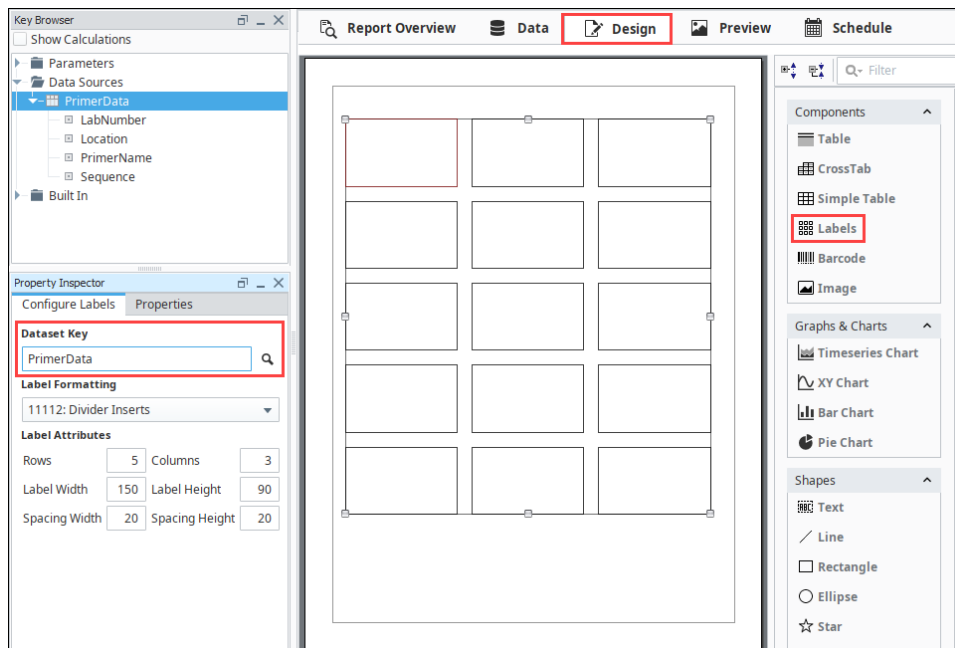 Key Browser
Show Calculations
Parameters
Data Sources
PrimerData
LabNumber
Location
PrimerName
Sequence
Built In
Property Inspector
Configure Labels Properties
Dataset Key
PrimerData
Label Formatting
11112: Divider Inserts
Label Attributes
Rows 5 Columns 3
Label Width 150 Label Height 90
Spacing Width 20 Spacing Height 20
Report Overview Data Design Preview Schedule
Filter
Components
Table
CrossTab
Simple Table
Labels
Barcode
Image
Graphs & Charts
Timeseries Chart
XY Chart
Bar Chart
Pie Chart
Shapes
ABC Text
Line
Rectangle
Ellipse
Star